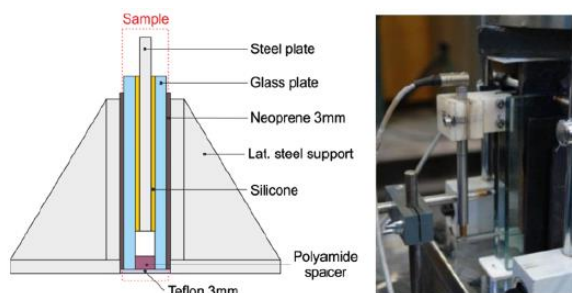 Sample
Steel plate
Glass plate
Neoprene 3mm
Lat. steel support
Silicone
Polyamide
spacer
Teflon 3mm